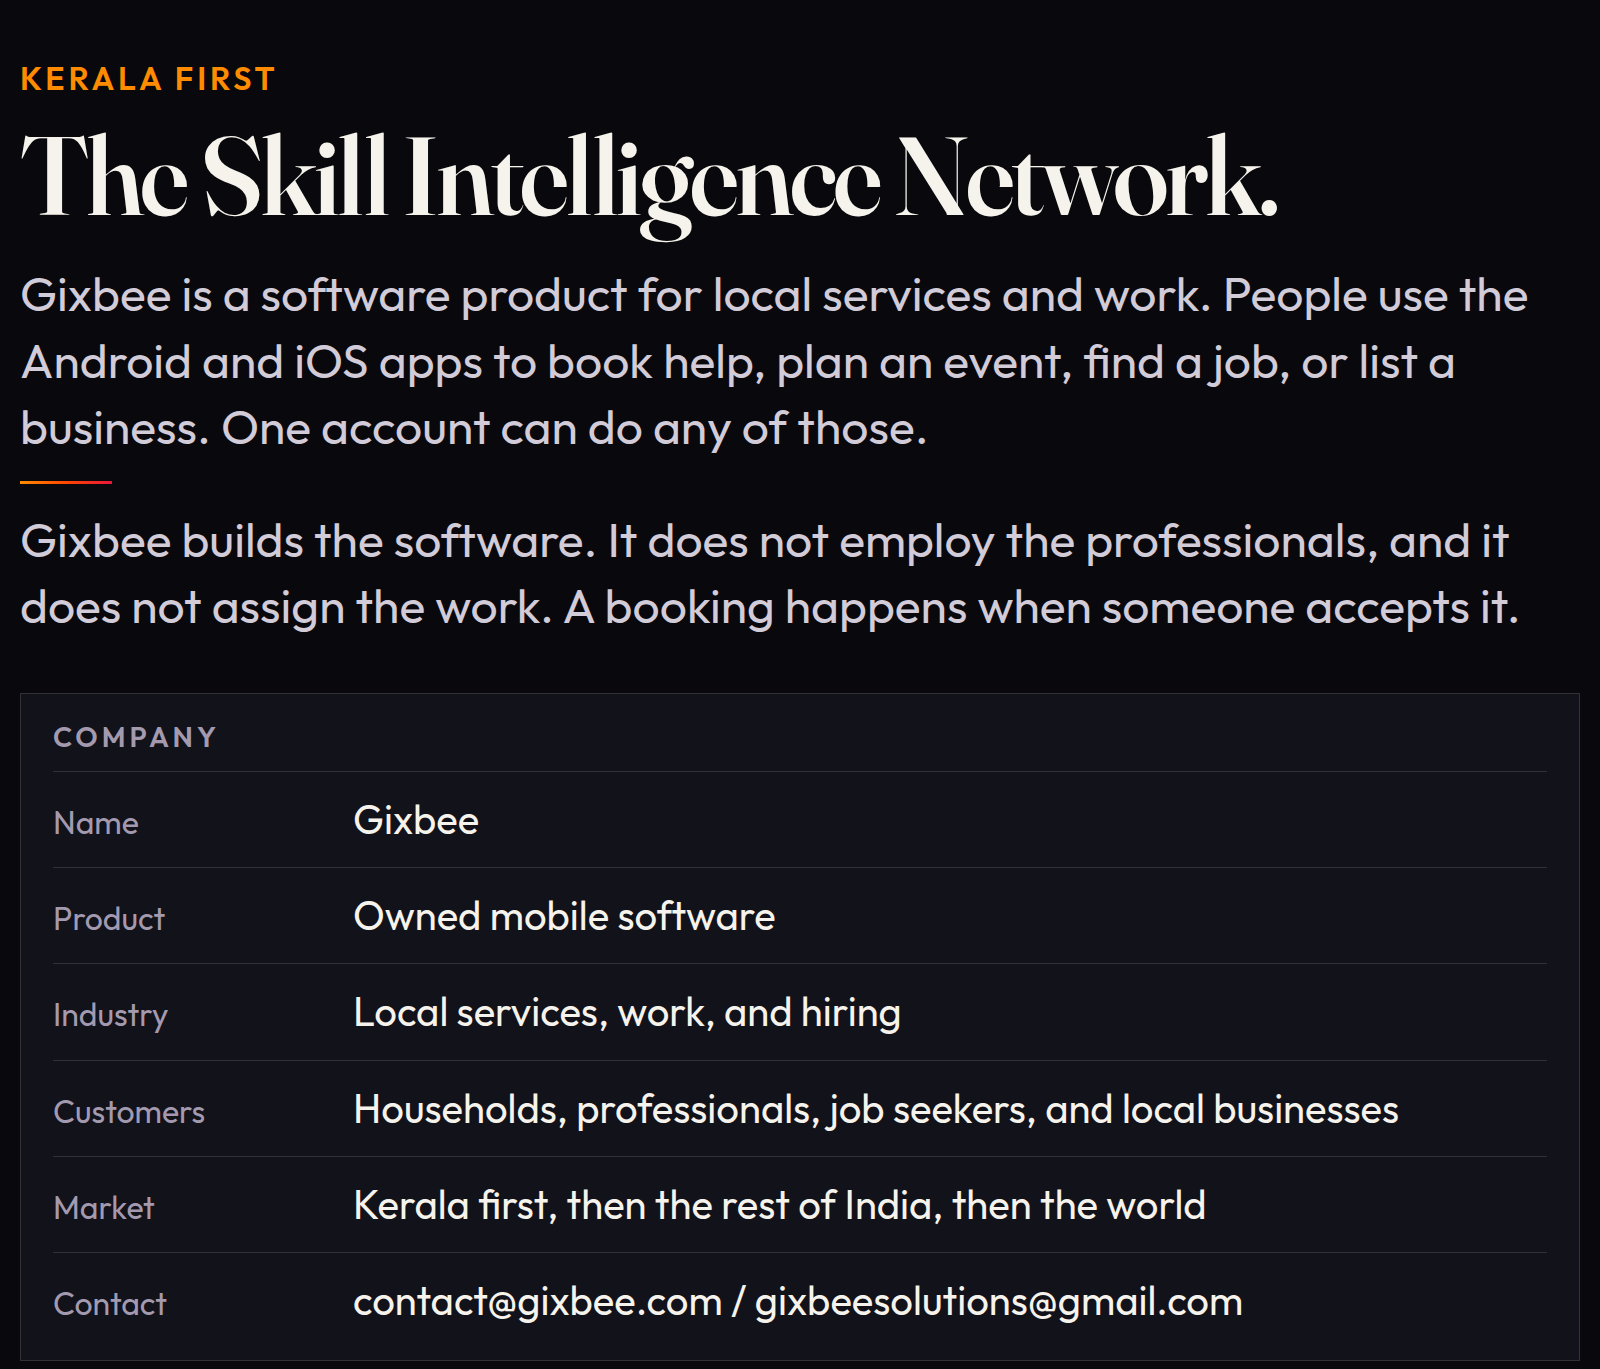 KERALA FIRST
The Skill Intelligence Network.
Gixbee is a software product for local services and work. People use the
Android and iOS apps to book help, plan an event, find a job, or list a
business. One account can do any of those.
Gixbee builds the software. It does not employ the professionals, and it
does not assign the work. A booking happens when someone accepts it.
COMPANY
Name Gixbee
Product Owned mobile software
Industry Local services, work, and hiring
Customers Households, professionals, job seekers, and local businesses
Market Kerala first, then the rest of India, then the world
Contact contact@gixbee.com / gixbeesolutions@gmail.com